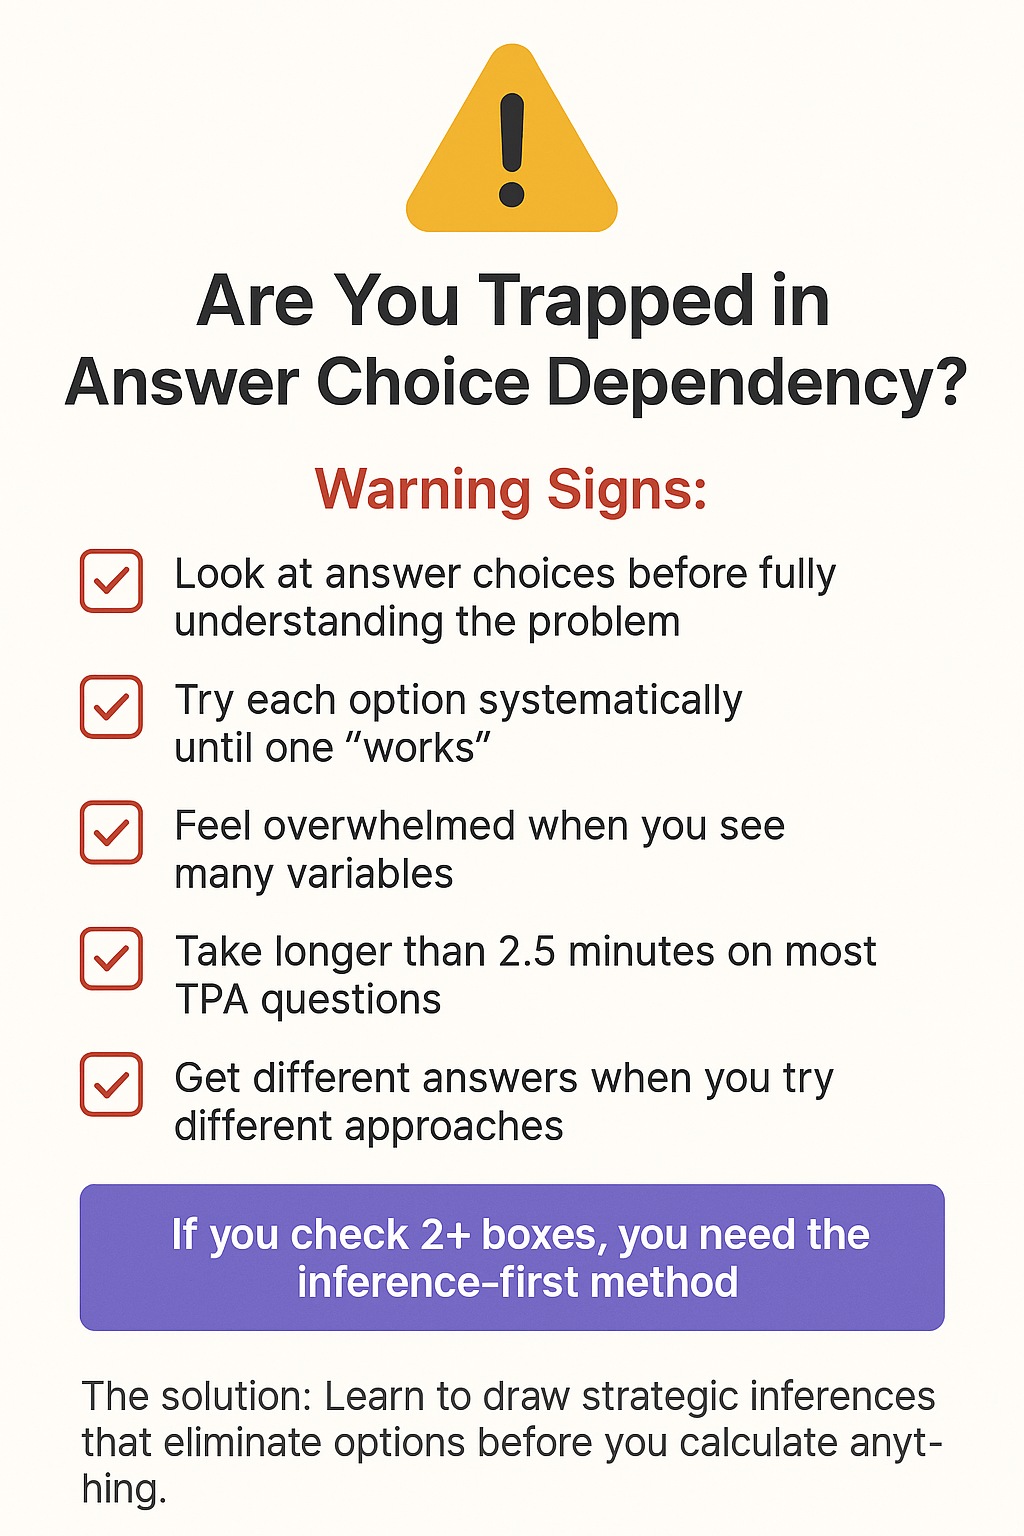 Are You Trapped in
Answer Choice Dependency?
Warning Signs:
Look at answer choices before fully
understanding the problem
Try each option systematically
until one “works”
Feel overwhelmed when you see
many variables
Take longer than 2.5 minutes on most
TPA questions
Get different answers when you try
different approaches
If you check 2+ boxes, you need the
inference-first method
The solution: Learn to draw strategic inferences
that eliminate options before you calculate anyt-
hing.